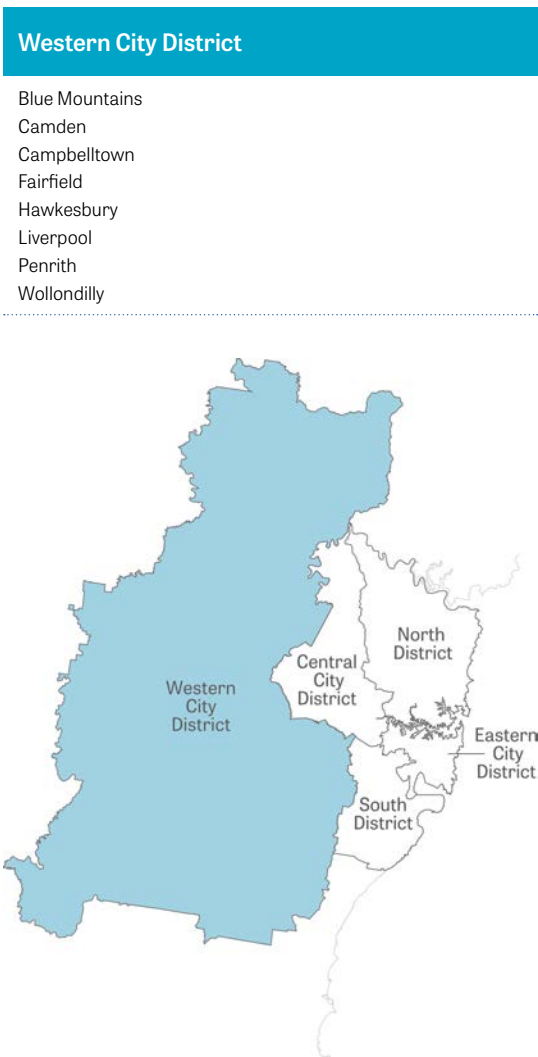 Western City District
Blue Mountains
Camden
Campbelltown
Fairfield
Hawkesbury
Liverpool
Penrith
Wollondilly
North
District
Central
City
District
Western
City
District
Eastern
City
District
South
District